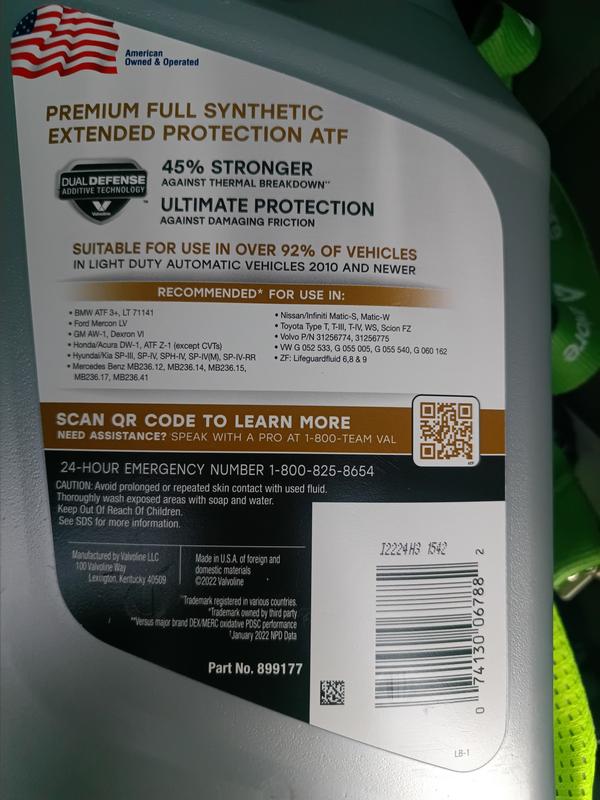 American
Owned & Operated
PREMIUM FULL SYNTHETIC
EXTENDED PROTECTION ATF
DUAL DEFENSE
ADDITIVE TECHNOLOGY
Valvoline
™
45% STRONGER
AGAINST THERMAL BREAKDOWN**
ULTIMATE PROTECTION
AGAINST DAMAGING FRICTION
SUITABLE FOR USE IN OVER 92% OF VEHICLES
IN LIGHT DUTY AUTOMATIC VEHICLES 2010 AND NEWER
RECOMMENDED* FOR USE IN:
• BMW ATF 3+, LT 71141
• Ford Mercon LV
• GM AW-1, Dexron VI
• Honda/Acura DW-1, ATF Z-1 (except CVTs)
• Hyundai/Kia SP-III, SP-IV, SPH-IV, SP-IV(M), SP-IV-RR
• Mercedes Benz MB236.12, MB236.14, MB236.15,
MB236.17, MB236.41
• Nissan/Infiniti Matic-S, Matic-W
• Toyota Type T, T-III, T-IV, WS, Scion FZ
• Volvo P/N 31256774, 31256775
• VW G 052 533, G 055 005, G 055 540, G 060 162
• ZF: Lifeguardfluid 6,8 & 9
SCAN QR CODE TO LEARN MORE
NEED ASSISTANCE? SPEAK WITH A PRO AT 1-800-TEAM VAL
ATF
24-HOUR EMERGENCY NUMBER 1-800-825-8654
CAUTION: Avoid prolonged or repeated skin contact with used fluid.
Thoroughly wash exposed areas with soap and water.
Keep Out Of Reach Of Children.
See SDS for more information.
Manufactured by Valvoline LLC
100 Valvoline Way
Lexington, Kentucky 40509
Made in U.S.A. of foreign and
domestic materials
©2022 Valvoline
™Trademark registered in various countries.
*Trademark owned by third party
**Versus major brand DEX/MERC oxidative PDSC performance
†January 2022 NPD Data
Part No. 899177
I2224H3 1542
0 74130 06788 2
LB-1